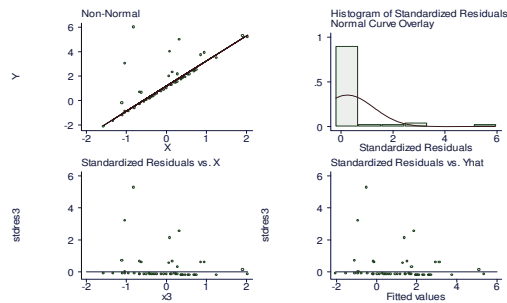 Non-Normal
Y
6
4
2
0
-2
-2 -1 0 1 2
X
Histogram of Standardized Residuals
Normal Curve Overlay
1
.5
0
0 2 4 6
Standardized Residuals
Standardized Residuals vs. X
stdres3
6
4
2
0
-2 -1 0 1 2
x3
Standardized Residuals vs. Yhat
stdres3
6
4
2
0
-2 0 2 4 6
Fitted values